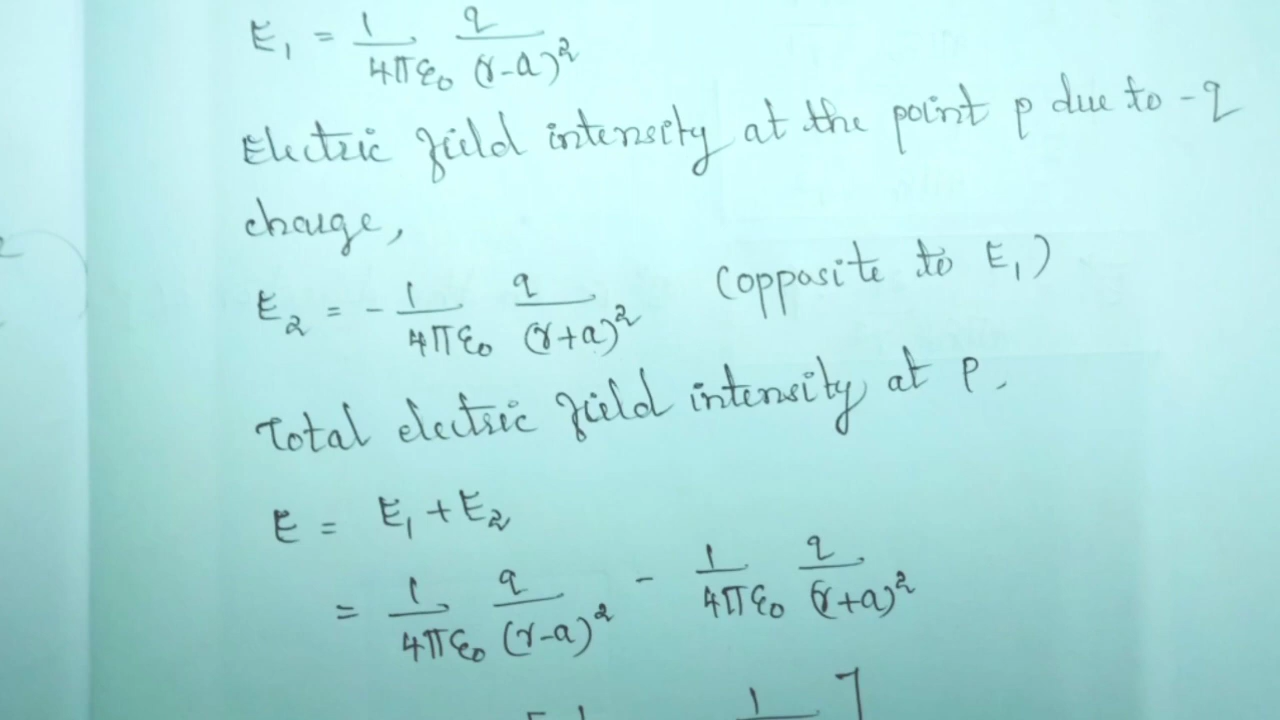 E₁ = 1/4πε₀ q/(r-a)²
Electric field intensity at the point p due to -q
charge,
E₂ = - 1/4πε₀ q/(r+a)² (opposite to E₁)
Total electric field intensity at P.
E = E₁ + E₂
= 1/4πε₀ q/(r-a)² - 1/4πε₀ q/(r+a)²